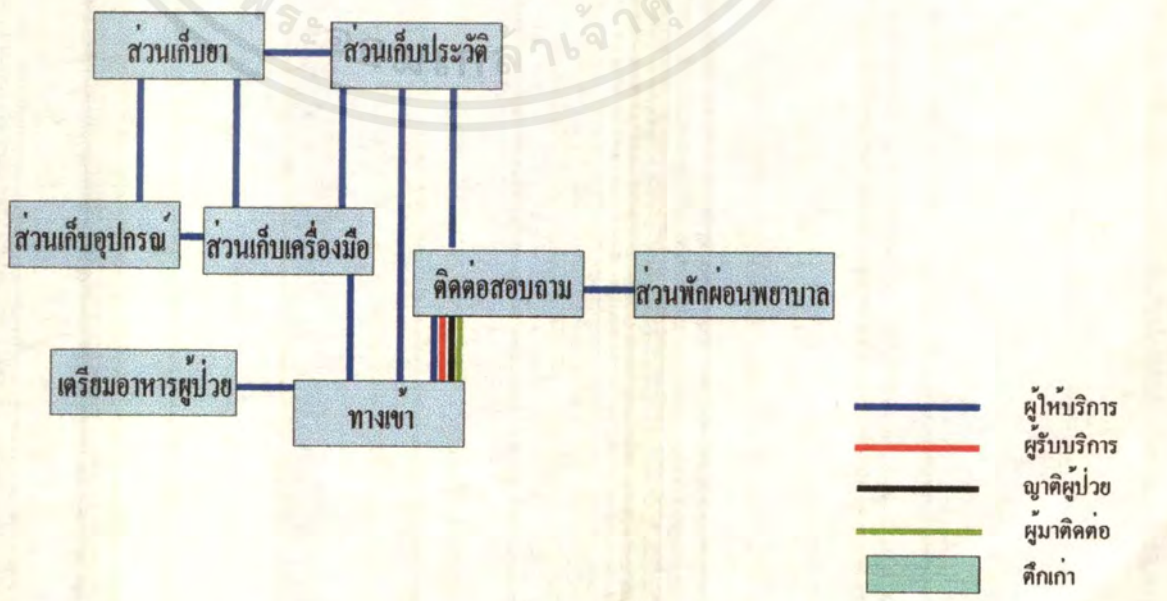 ส่วนเก็บยา
ส่วนเก็บประวัติ
ส่วนเก็บอุปกรณ์
ส่วนเก็บเครื่องมือ
ติดต่อสอบถาม
ส่วนพักผ่อนพยาบาล
เตรียมอาหารผู้ป่วย
ทางเข้า
ผู้ให้บริการ
ผู้รับบริการ
ญาติผู้ป่วย
ผู้มาติดต่อ
ตึกเก่า